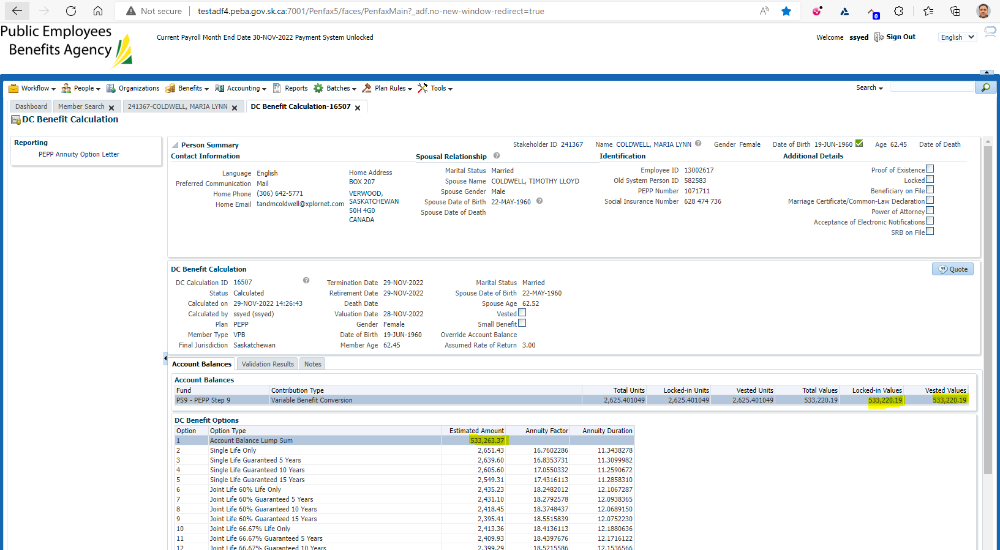 Not secure | testadf4.peba.gov.sk.ca:7001/Penfax5/faces/PenfaxMain?_adf.no-new-window-redirect=true
0
Public Employees
Benefits Agency
Current Payroll Month End Date 30-NOV-2022 Payment System Unlocked
Welcome ssyed Sign Out English
Workflow People Organizations Benefits Accounting Reports Batches Plan Rules Tools Search
Dashboard Member Search 241367-COLDWELL, MARIA LYNN DC Benefit Calculation-16507
DC Benefit Calculation
Reporting
PEPP Annuity Option Letter
Person Summary Stakeholder ID 241367 Name COLDWELL, MARIA LYNN Gender Female Date of Birth 19-JUN-1960 Age 62.45 Date of Death
Contact Information
Language English
Preferred Communication Mail
Home Phone (306) 642-5771
Home Email tandmcoldwell@xplornet.com
Home Address
BOX 207
VERWOOD,
SASKATCHEWAN
S0H 4G0
CANADA
Spousal Relationship
Marital Status Married
Spouse Name COLDWELL, TIMOTHY LLOYD
Spouse Gender Male
Spouse Date of Birth 22-MAY-1960
Spouse Date of Death
Identification
Employee ID 13002617
Old System Person ID 582583
PEPP Number 1071711
Social Insurance Number 628 474 736
Additional Details
Proof of Existence
Locked
Beneficiary on File
Marriage Certificate/Common-Law Declaration
Power of Attorney
Acceptance of Electronic Notifications
SRB on File
DC Benefit Calculation
Quote
DC Calculation ID 16507
Status Calculated
Calculated on 29-NOV-2022 14:26:43
Calculated by ssyed (ssyed)
Plan PEPP
Member Type VPB
Final Jurisdiction Saskatchewan
Termination Date 29-NOV-2022
Retirement Date 29-NOV-2022
Death Date
Valuation Date 28-NOV-2022
Gender Female
Date of Birth 19-JUN-1960
Member Age 62.45
Marital Status Married
Spouse Date of Birth 22-MAY-1960
Spouse Age 62.52
Vested
Small Benefit
Override Account Balance
Assumed Rate of Return 3.00
Account Balances Validation Results Notes
Account Balances
Fund Contribution Type Total Units Locked-in Units Vested Units Total Values Locked-in Values Vested Values
PS9 - PEPP Step 9 Variable Benefit Conversion 2,625.401049 2,625.401049 2,625.401049 533,220.19 533,220.19 533,220.19
DC Benefit Options
Option Option Type Estimated Amount Annuity Factor Annuity Duration
1 Account Balance Lump Sum 533,263.37
2 Single Life Only 2,651.43 16.7602286 11.3438278
3 Single Life Guaranteed 5 Years 2,639.60 16.8353731 11.3099982
4 Single Life Guaranteed 10 Years 2,605.60 17.0550332 11.2590672
5 Single Life Guaranteed 15 Years 2,549.31 17.4316113 11.2858310
6 Joint Life 60% Life Only 2,435.23 18.2482012 12.1067287
7 Joint Life 60% Guaranteed 5 Years 2,431.10 18.2792578 12.0938365
8 Joint Life 60% Guaranteed 10 Years 2,418.45 18.3748437 12.0689150
9 Joint Life 60% Guaranteed 15 Years 2,395.41 18.5515839 12.0752230
10 Joint Life 66.67% Life Only 2,413.36 18.4136113 12.1880636
11 Joint Life 66.67% Guaranteed 5 Years 2,409.93 18.4397676 12.1716122
12 Joint Life 66.67% Guaranteed 10 Years 2,399.29 18.5215586 12.1536566